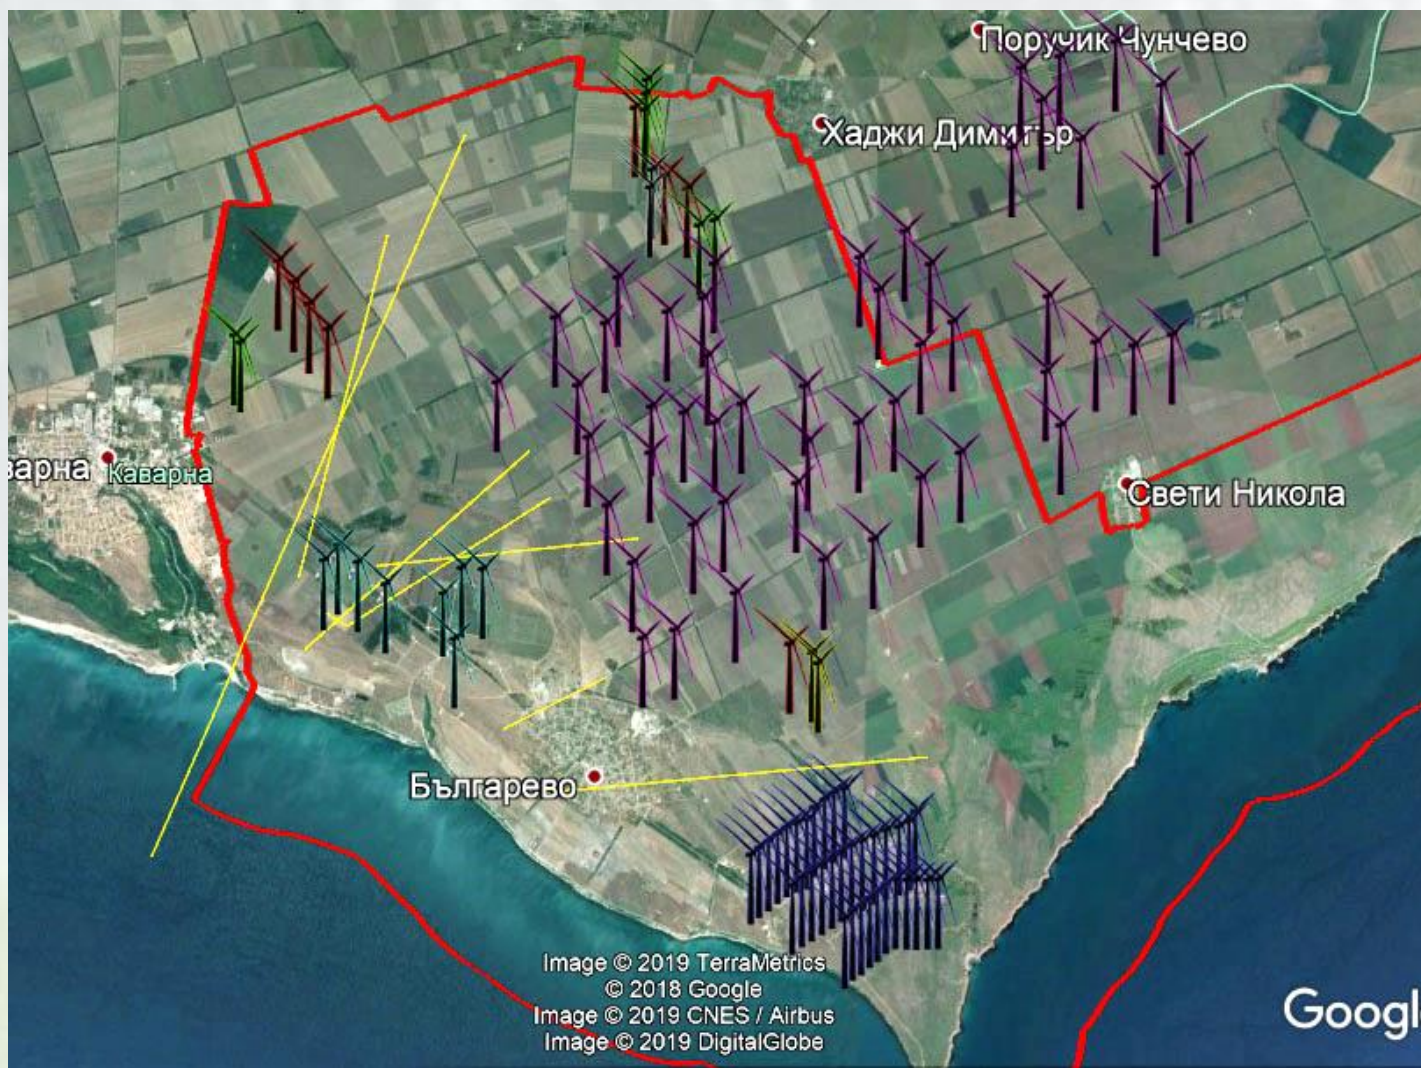 Поручик Чунчево
Хаджи Димитър
варна
Каварна
Свети Никола
Българево
Image © 2019 TerraMetrics
© 2018 Google
Image © 2019 CNES / Airbus
Image © 2019 DigitalGlobe
Googl